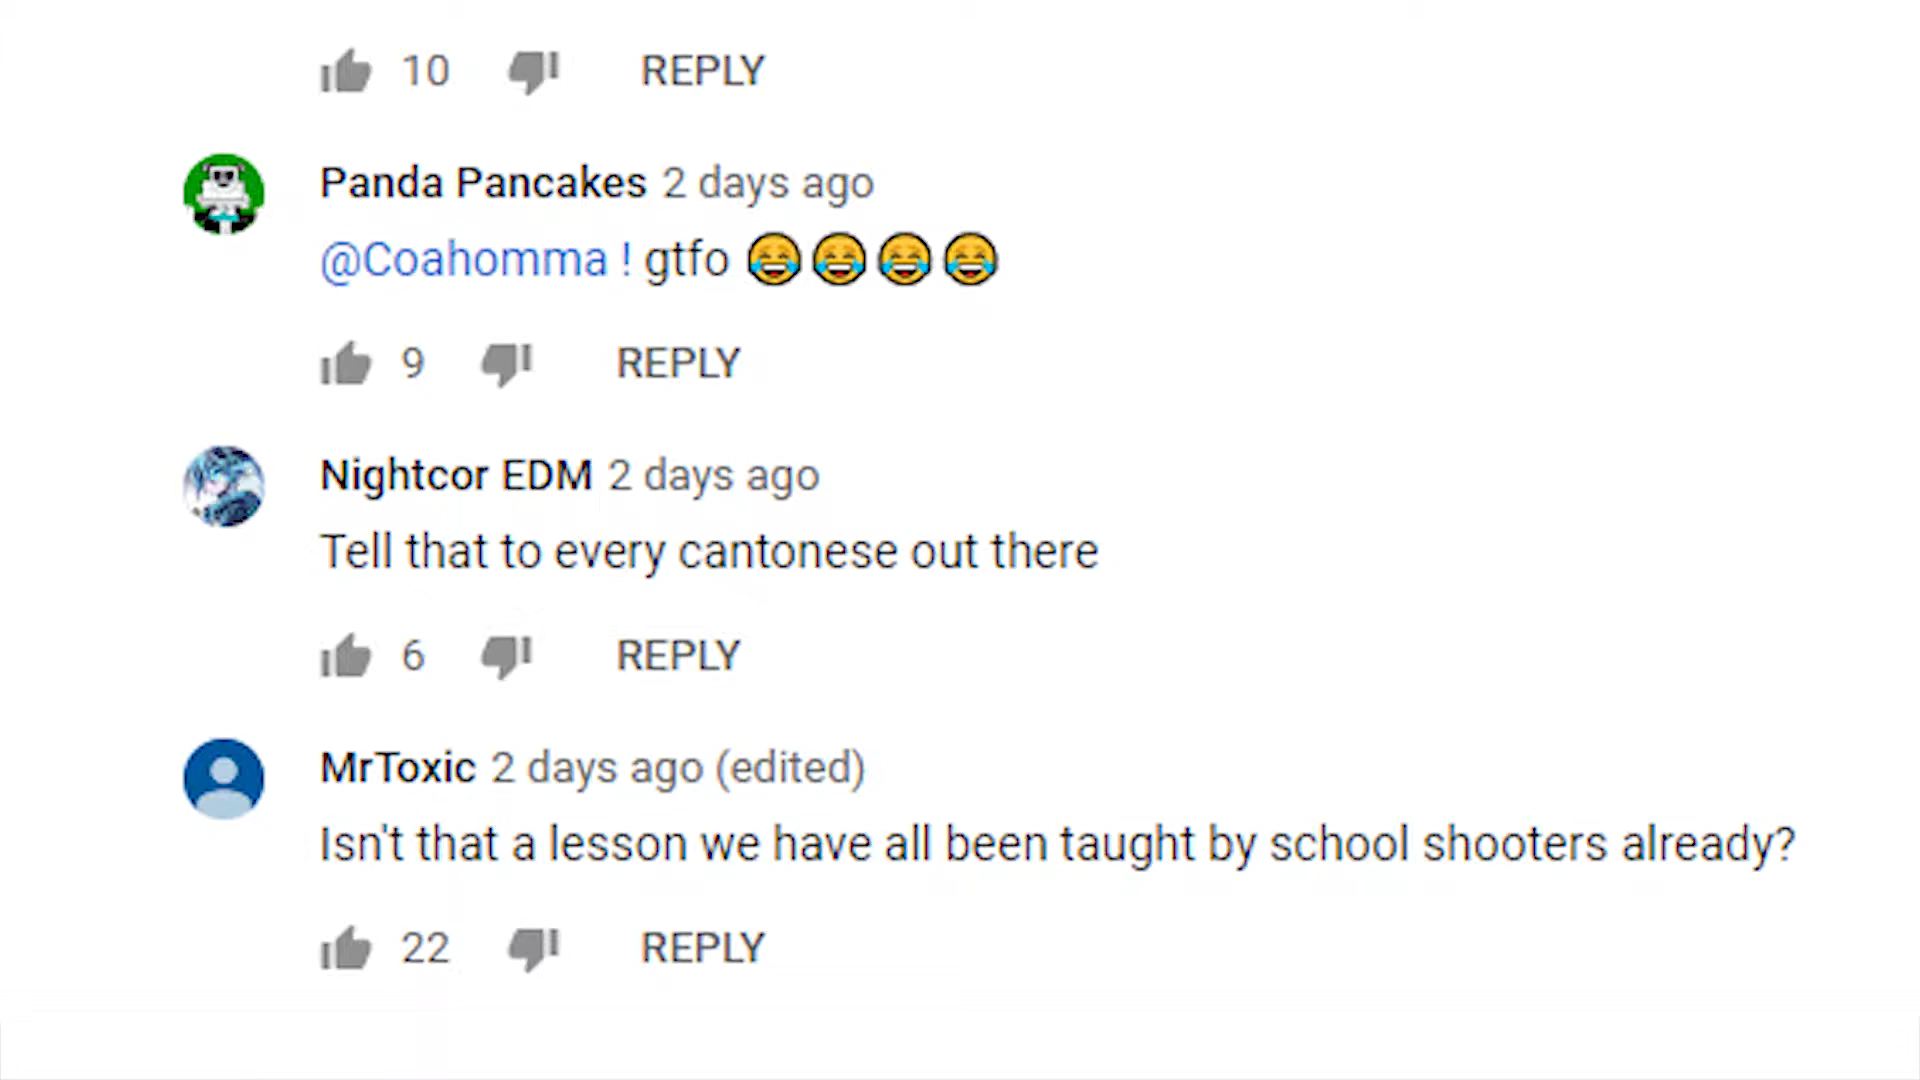 10 REPLY
Panda Pancakes 2 days ago
@Coahomma ! gtfo 😂😂😂😂
9 REPLY
Nightcor EDM 2 days ago
Tell that to every cantonese out there
6 REPLY
MrToxic 2 days ago (edited)
Isn't that a lesson we have all been taught by school shooters already?
22 REPLY